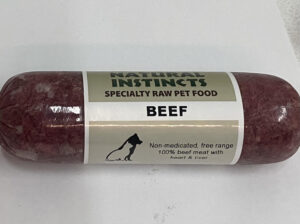 NATURAL
INSTINCTS
SPECIALTY RAW PET FOOD
BEEF
Non-medicated, free range
100% beef meat with
heart & liver